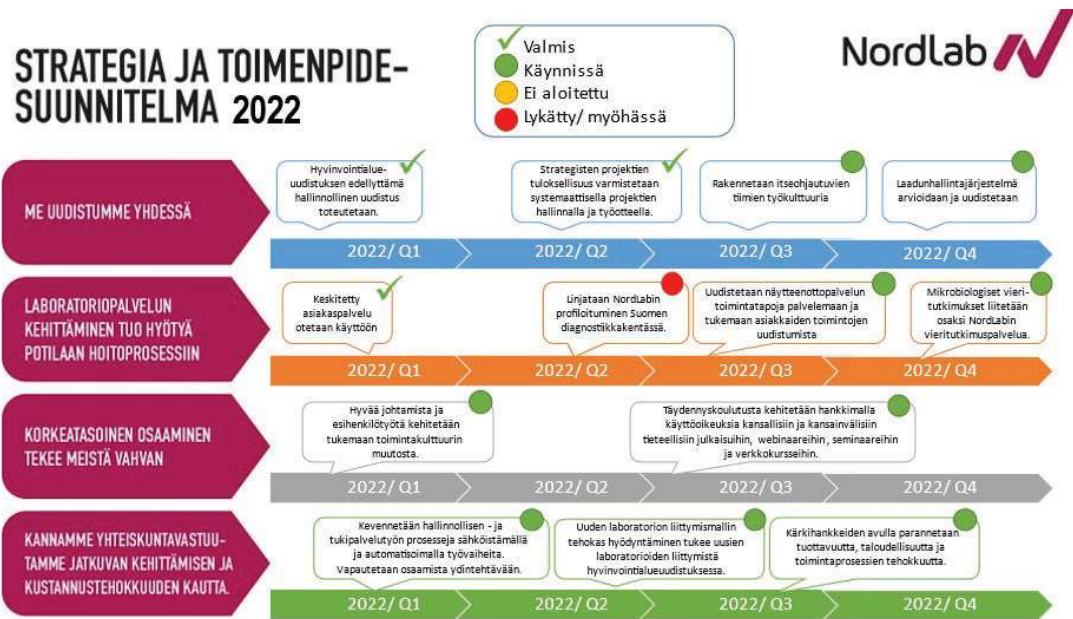 STRATEGIA JA TOIMENPIDE-
SUUNNITELMA 2022
Valmis
Käynnissä
Ei aloitettu
Lykätty/ myöhässä
NordLab
ME UUDISTUMME YHDESSÄ
Hyvinvointialue-
uudistuksen edellyttämä
hallinnollinen uudistus
toteutetaan.
Strategisten projektien
tuloksellisuus varmistetaan
systemaattisella projektien
hallinnalla ja työotteella.
Rakennetaan itseohjautuvien
tiimien työkulttuuria
Laadunhallintajärjestelmä
arvioidaan ja uudistetaan
2022/ Q1
2022/ Q2
2022/ Q3
2022/ Q4
LABORATORIOPALVELUN
KEHITTÄMINEN TUO HYÖTYÄ
POTILAAN HOITOPROSESSIIN
Keskitetty
asiakaspalvelu
otetaan käyttöön
Linjataan NordLabin
profiloituminen Suomen
diagnostiikkakentässä.
Uudistetaan näytteenottopalvelun
toimintatapoja palvelemaan ja
tukemaan asiakkaiden toimintojen
uudistumista
Mikrobiologiset vieri-
tutkimukset liitetään
osaksi NordLabin
vieritutkimuspalvelua.
2022/ Q1
2022/ Q2
2022/ Q3
2022/ Q4
KORKEATASOINEN OSAAMINEN
TEKEE MEISTÄ VAHVAN
Hyvää johtamista ja
esihenkilötyötä kehitetään
tukemaan toimintakulttuurin
muutosta.
Täydennyskoulutusta kehitetään hankkimalla
käyttöoikeuksia kansallisiin ja kansainvälisiin
tieteellisiin julkaisuihin, webinaareihin, seminaareihin
ja verkkokursseihin.
2022/ Q1
2022/ Q2
2022/ Q3
2022/ Q4
KANNAMME YHTEISKUNTAVASTUU-
TAMME JATKUVAN KEHITTÄMISEN JA
KUSTANNUSTEHOKKUUDEN KAUTTA.
Kevennetään hallinnollisen - ja
tukipalvelutyön prosesseja sähköistämällä
ja automatisoimalla työvaiheita.
Vapautetaan osaamista ydintehtävään.
Uuden laboratorion liittymismallin
tehokas hyödyntäminen tukee uusien
laboratorioiden liittymistä
hyvinvointialueuudistuksessa.
Kärkihankkeiden avulla parannetaan
tuottavuutta, taloudellisuutta ja
toimintaprosessien tehokkuutta.
2022/ Q1
2022/ Q2
2022/ Q3
2022/ Q4